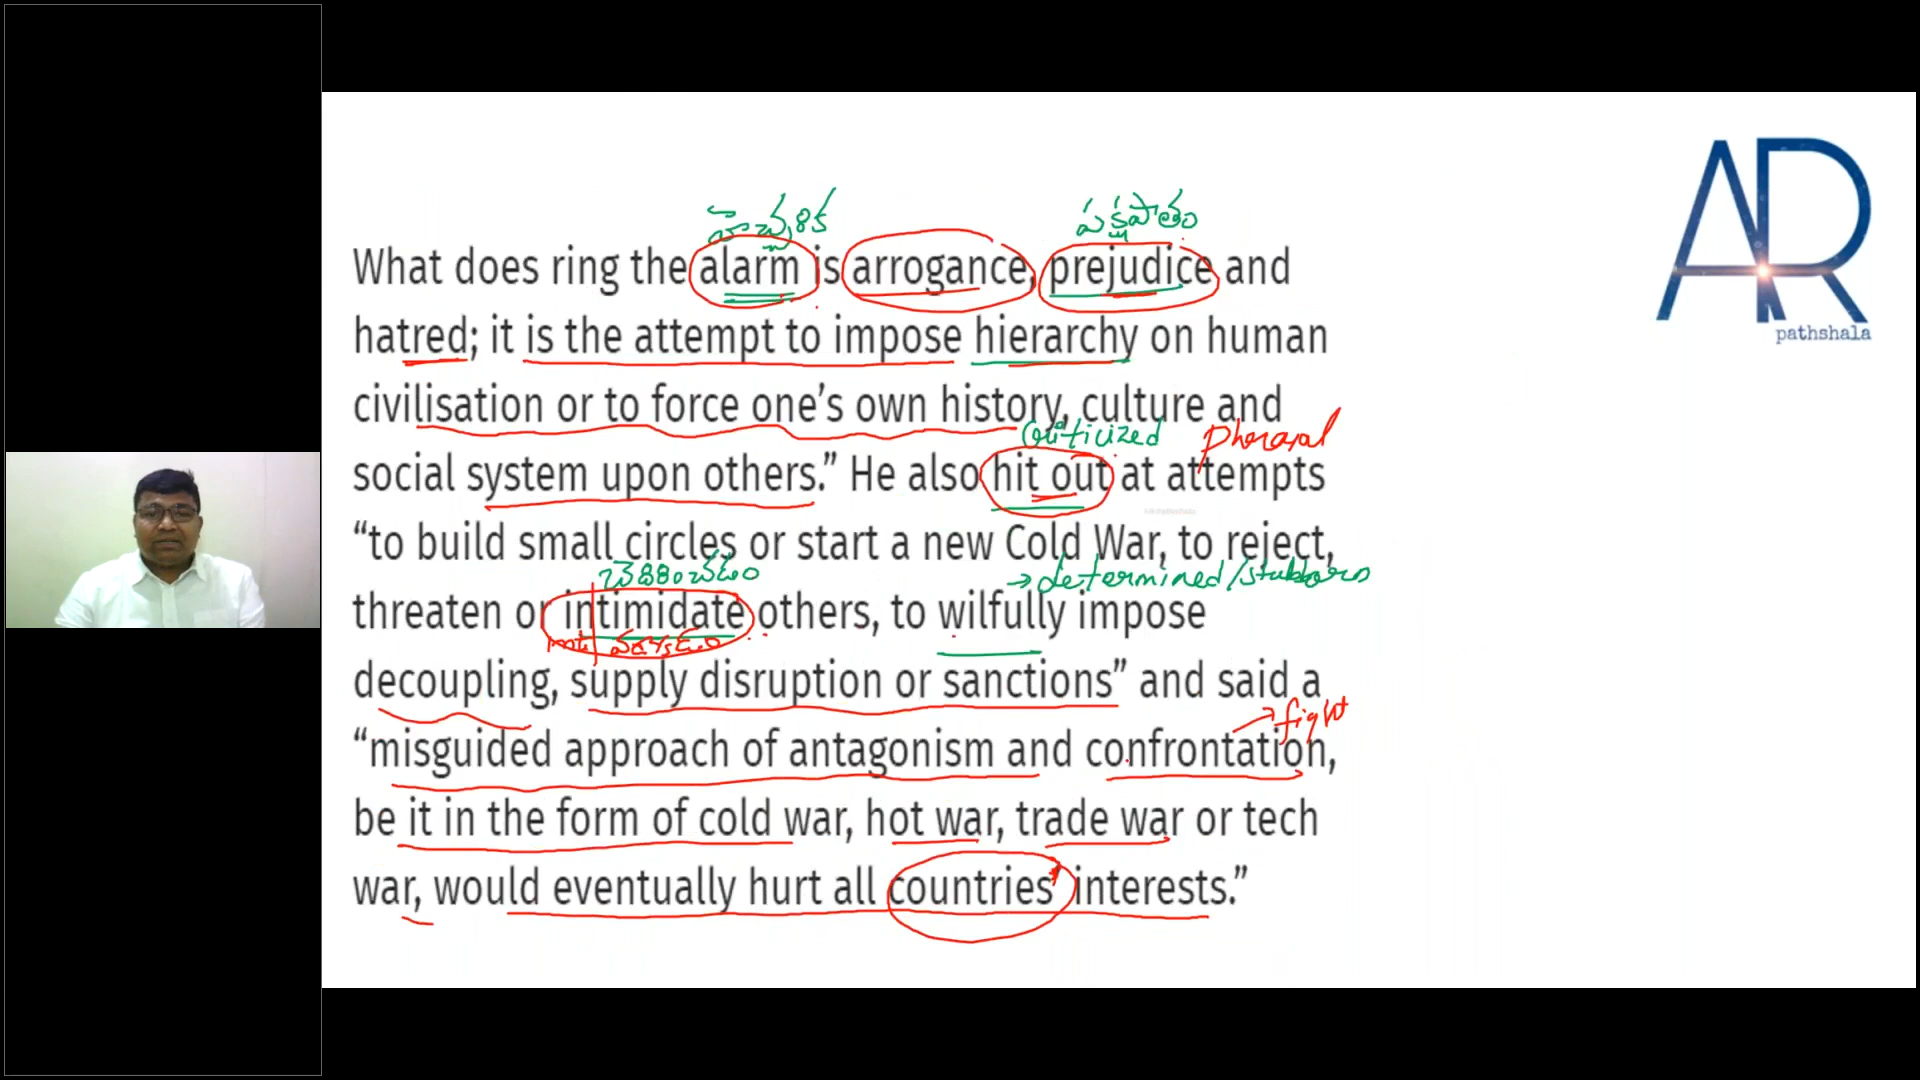 హెచ్చరిక పక్షపాతం
What does ring the alarm is arrogance, prejudice and
hatred; it is the attempt to impose hierarchy on human
civilisation or to force one’s own history, culture and
criticized pharasal
social system upon others.” He also hit out at attempts
“to build small circles or start a new Cold War, to reject,
బెదిరించడం → determined/stubborn
threaten or intimidate others, to wilfully impose
decoupling, supply disruption or sanctions” and said a
→ fight
“misguided approach of antagonism and confrontation,
be it in the form of cold war, hot war, trade war or tech
war, would eventually hurt all countries’ interests.”
AR
pathshala